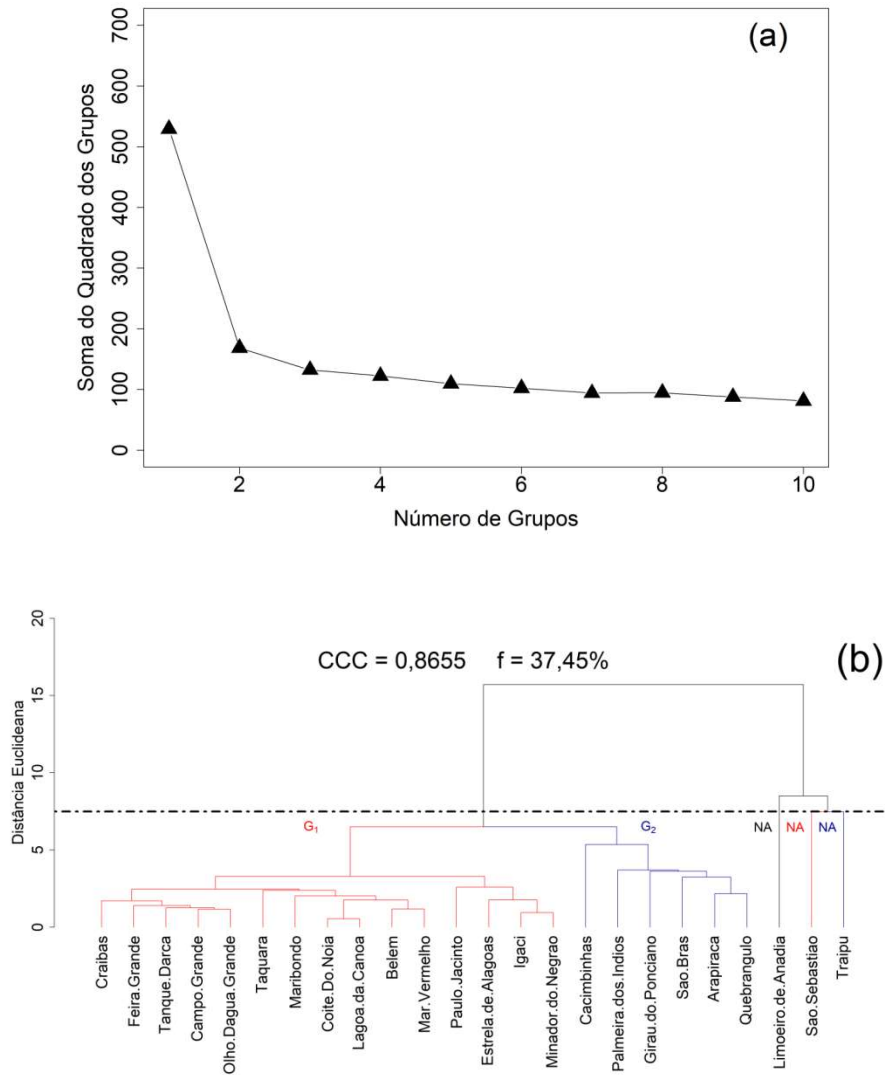 (a)
Soma do Quadrado dos Grupos
700
600
500
400
300
200
100
0
2
4
6
8
10
Número de Grupos
(b)
CCC = 0,8655 f = 37,45%
Distância Euclideana
20
15
10
5
0
G₁
G₂
NA
NA
NA
Craibas
Feira.Grande
Tanque.Darca
Campo.Grande
Olho.Dagua.Grande
Taquara
Maribondo
Coite.Do.Noia
Lagoa.da.Canoa
Belem
Mar.Vermelho
Paulo.Jacinto
Estrela.de.Alagoas
Igaci
Minador.do.Negrao
Cacimbinhas
Palmeira.dos.Indios
Girau.do.Ponciano
Sao.Bras
Arapiraca
Quebrangulo
Limoeiro.de.Anadia
Sao.Sebastiao
Traipu